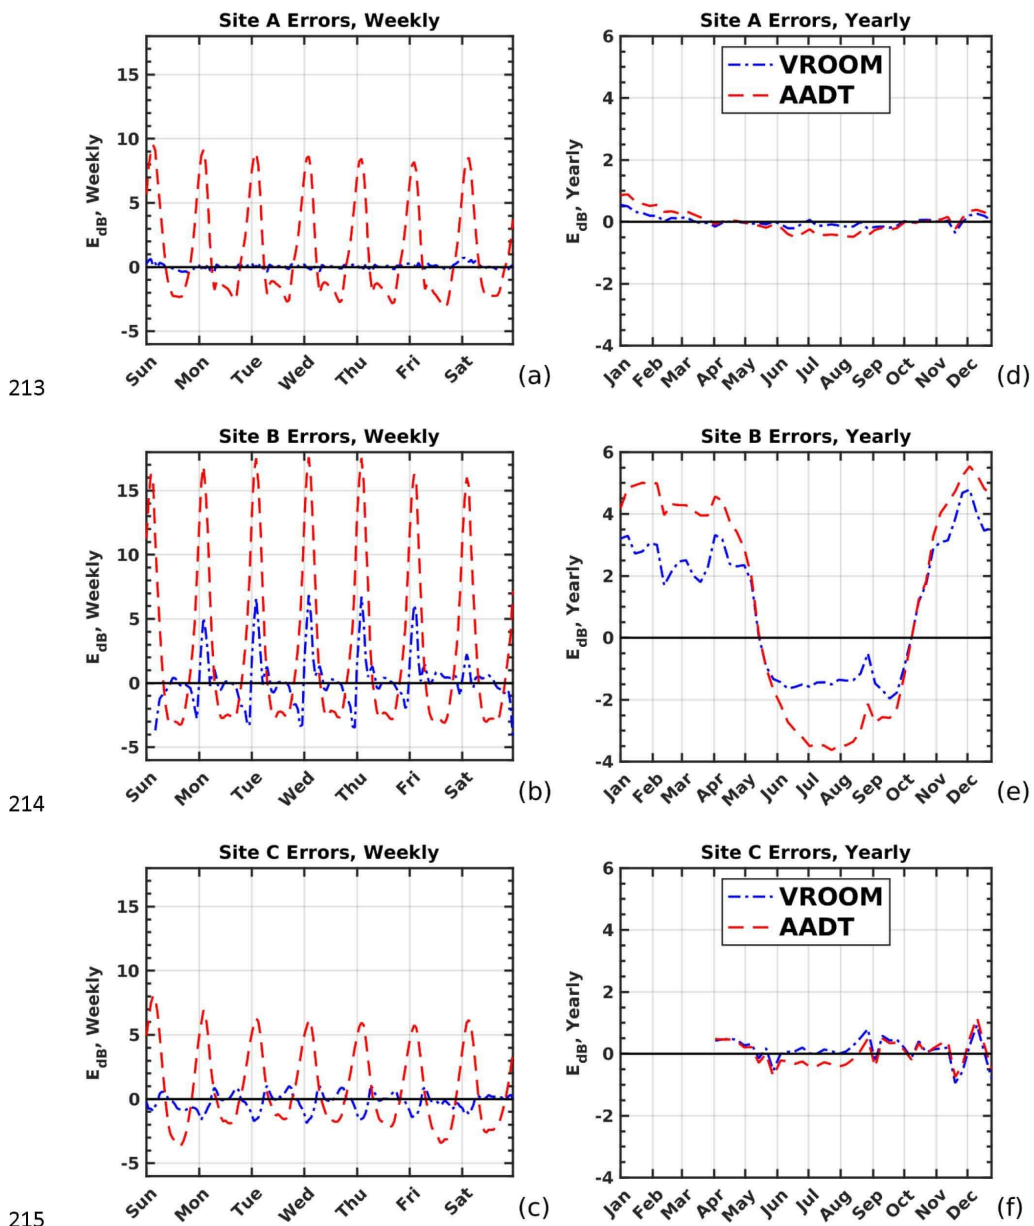 Site A Errors, Weekly
E_dB, Weekly
15
10
5
0
-5
Sun Mon Tue Wed Thu Fri Sat
(a)
Site A Errors, Yearly
VROOM
AADT
E_dB, Yearly
6
4
2
0
-2
-4
Jan Feb Mar Apr May Jun Jul Aug Sep Oct Nov Dec
(d)
213
Site B Errors, Weekly
E_dB, Weekly
15
10
5
0
-5
Sun Mon Tue Wed Thu Fri Sat
(b)
Site B Errors, Yearly
E_dB, Yearly
6
4
2
0
-2
-4
Jan Feb Mar Apr May Jun Jul Aug Sep Oct Nov Dec
(e)
214
Site C Errors, Weekly
E_dB, Weekly
15
10
5
0
-5
Sun Mon Tue Wed Thu Fri Sat
(c)
Site C Errors, Yearly
VROOM
AADT
E_dB, Yearly
6
4
2
0
-2
-4
Jan Feb Mar Apr May Jun Jul Aug Sep Oct Nov Dec
(f)
215